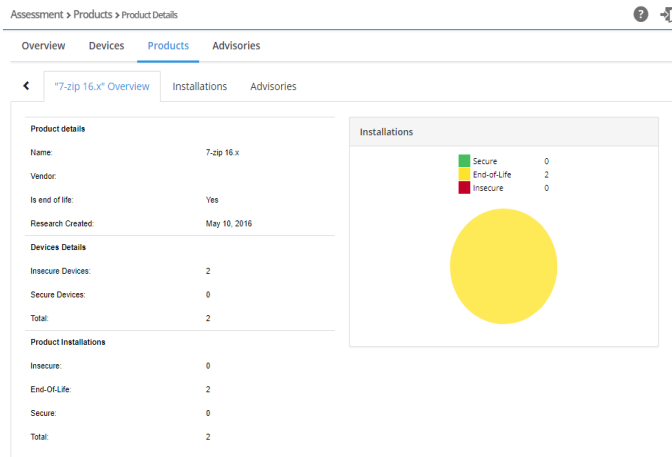 Assessment > Products > Product Details
?
Overview Devices Products Advisories
"7-zip 16.x" Overview Installations Advisories
Product details
Name: 7-zip 16.x
Vendor:
Is end of life: Yes
Research Created: May 10, 2016
Devices Details
Insecure Devices: 2
Secure Devices: 0
Total: 2
Product Installations
Insecure: 0
End-Of-Life: 2
Secure: 0
Total: 2
Installations
Secure 0
End-of-Life 2
Insecure 0